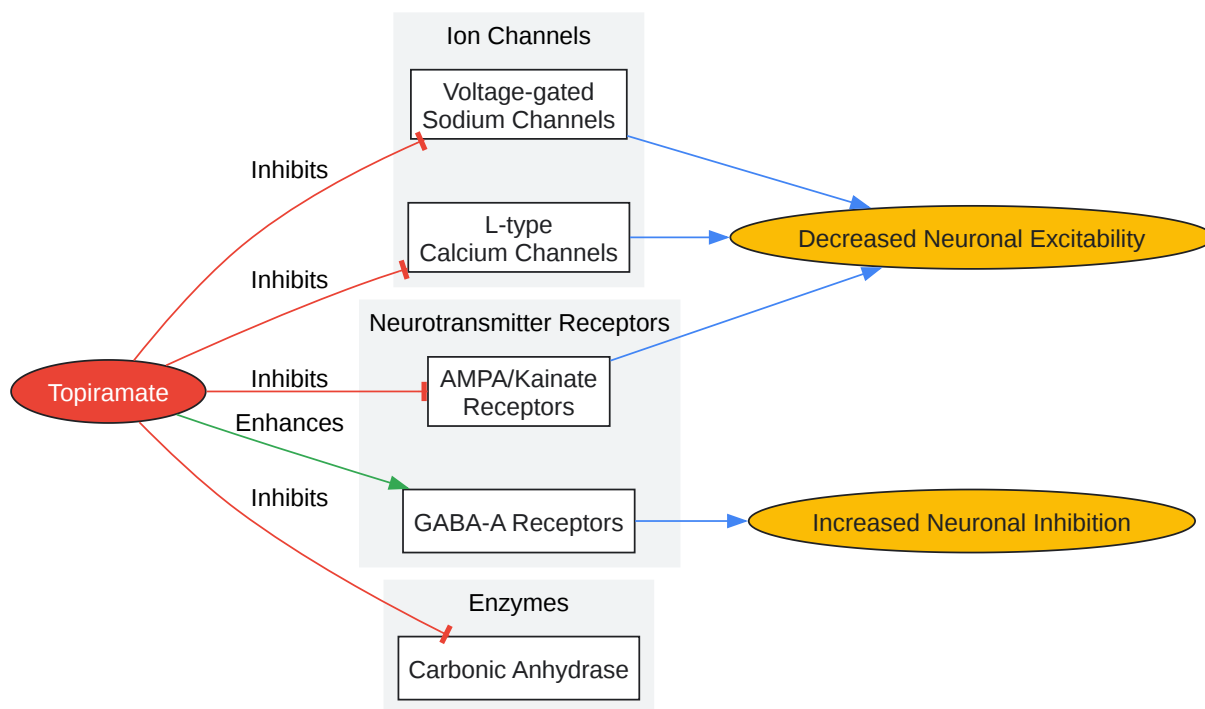 Ion Channels
Voltage-gated
Sodium Channels
Inhibits
L-type
Calcium Channels
Decreased Neuronal Excitability
Inhibits
Neurotransmitter Receptors
Topiramate
Inhibits
AMPA/Kainate
Receptors
Enhances
Inhibits
GABA-A Receptors
Increased Neuronal Inhibition
Enzymes
Carbonic Anhydrase